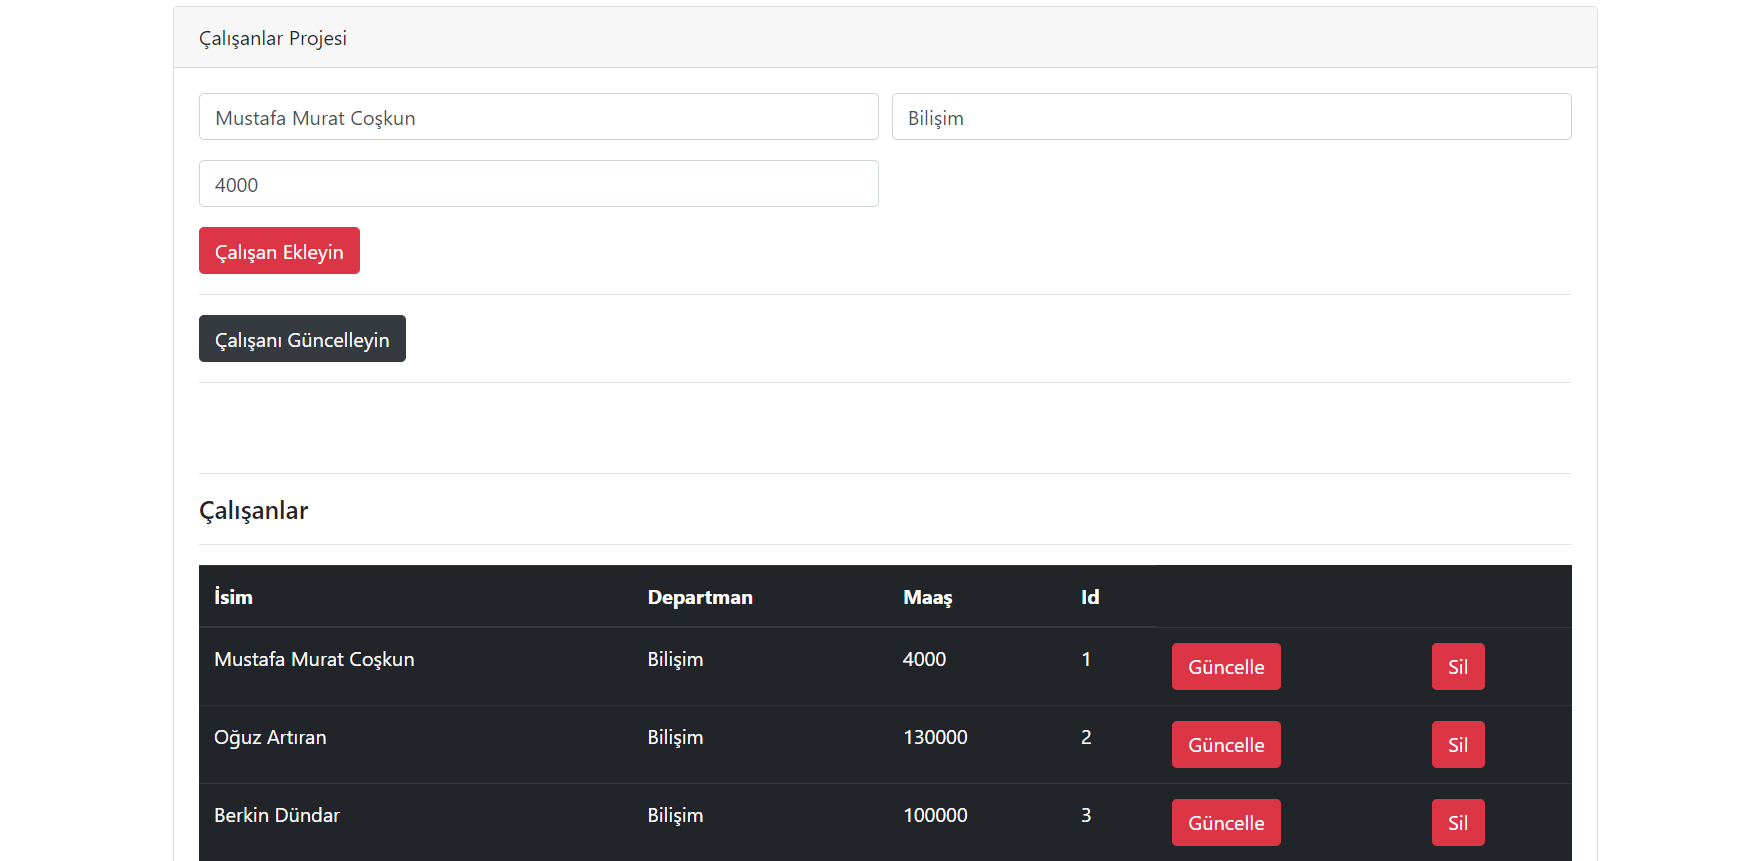 Çalışanlar Projesi
Mustafa Murat Coşkun Bilişim
4000
Çalışan Ekleyin
Çalışanı Güncelleyin
Çalışanlar
İsim Departman Maaş Id
Mustafa Murat Coşkun Bilişim 4000 1 Güncelle Sil
Oğuz Artıran Bilişim 130000 2 Güncelle Sil
Berkin Dündar Bilişim 100000 3 Güncelle Sil